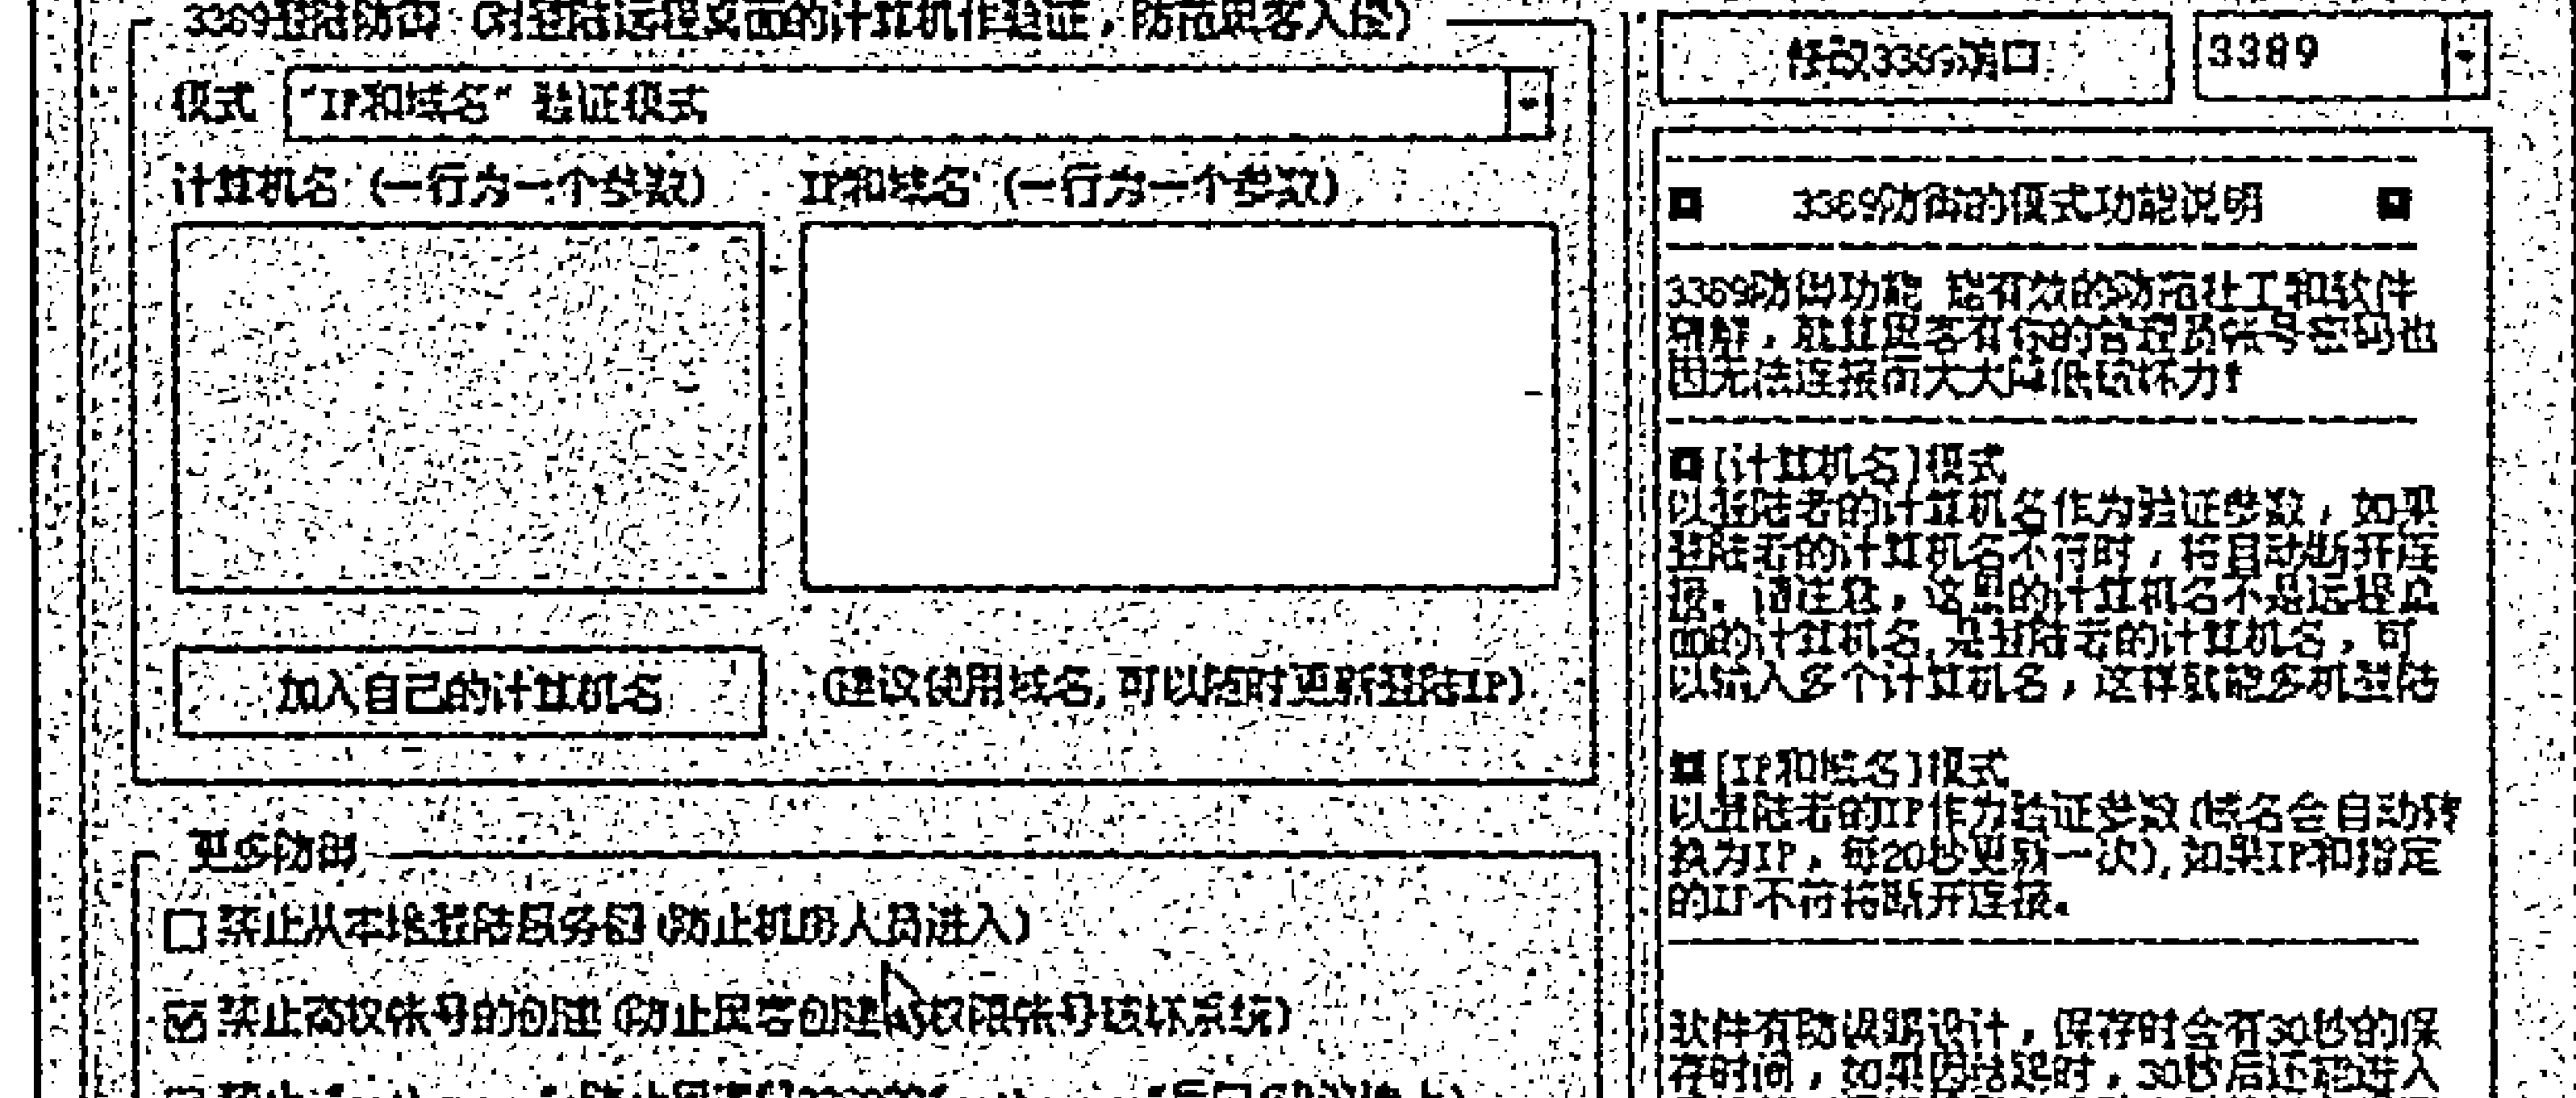 3389登陆防御 (对登陆远程桌面的计算机作验证，防范黑客入侵)
模式 "IP和域名" 验证模式
计算机名 (一行为一个参数)
IP和域名 (一行为一个参数)
加入自己的计算机名
(建议使用域名,可以随时更新登陆IP)
更多防御
禁止从本地登陆服务器 (防止机房人员进入)
禁止高权帐号的创建 (防止黑客创建 权限帐号破坏系统)
修改3389端口
3389
3389防御的模式功能说明
3389防御功能 能有效的防范社工和软件
破解，就算黑客有你的管理员帐号密码也
因无法连接而大大降低破坏力!
[计算机名]模式
以登陆者的计算机名作为验证参数，如果
登陆者的计算机名不符时，将自动断开连
接。请注意，这里的计算机名不是远程桌
面的计算机名,是登陆者的计算机名，可
以输入多个计算机名，这样就能多机登陆
[IP和域名]模式
以登陆者的IP作为验证参数(域名会自动转
换为IP，每20秒更新一次),如果IP和指定
的IP不符将断开连接。
软件有防误锁设计，保存时会有30秒的保
存时间，如果因 延时，30秒后还能进入